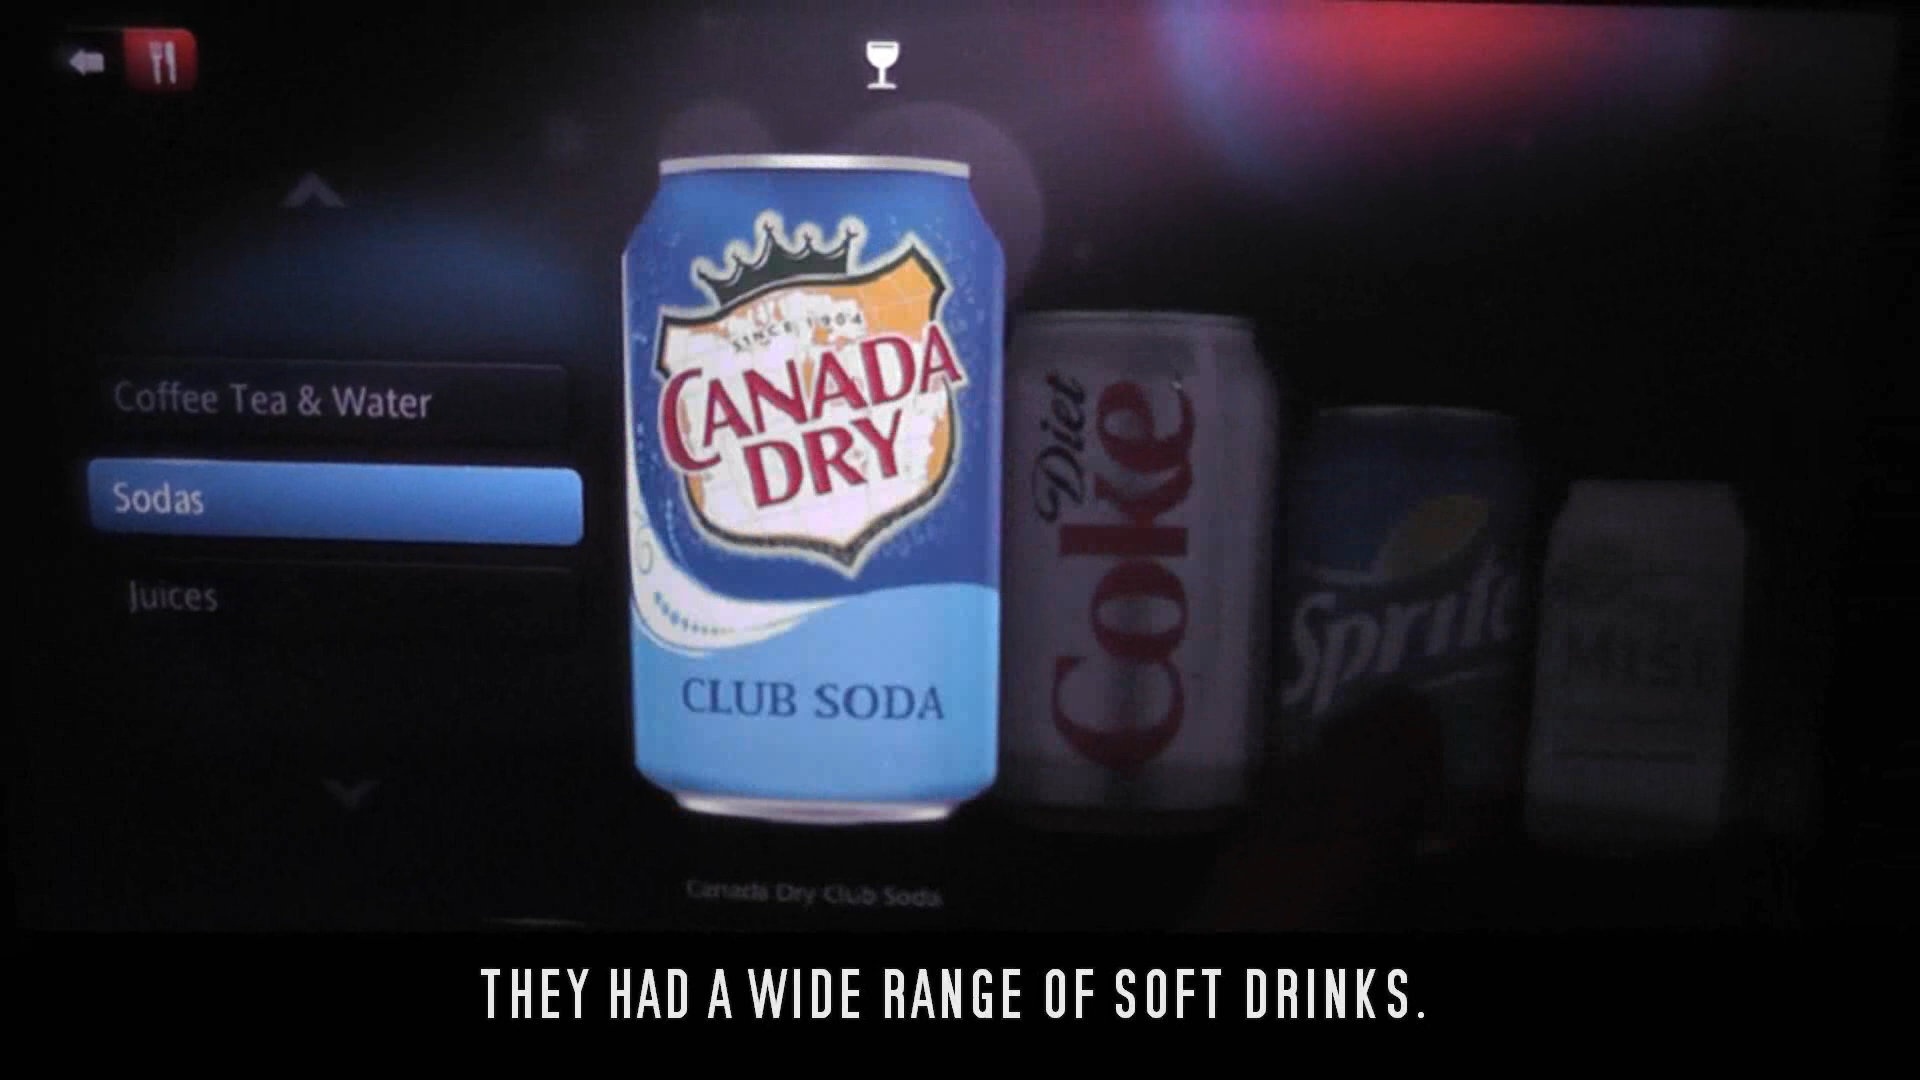 Coffee Tea & Water
Sodas
Juices
SINCE 1904
CANADA
DRY
CLUB SODA
Diet
Coke
Sprite
Canada Dry Club Soda
THEY HAD A WIDE RANGE OF SOFT DRINKS.